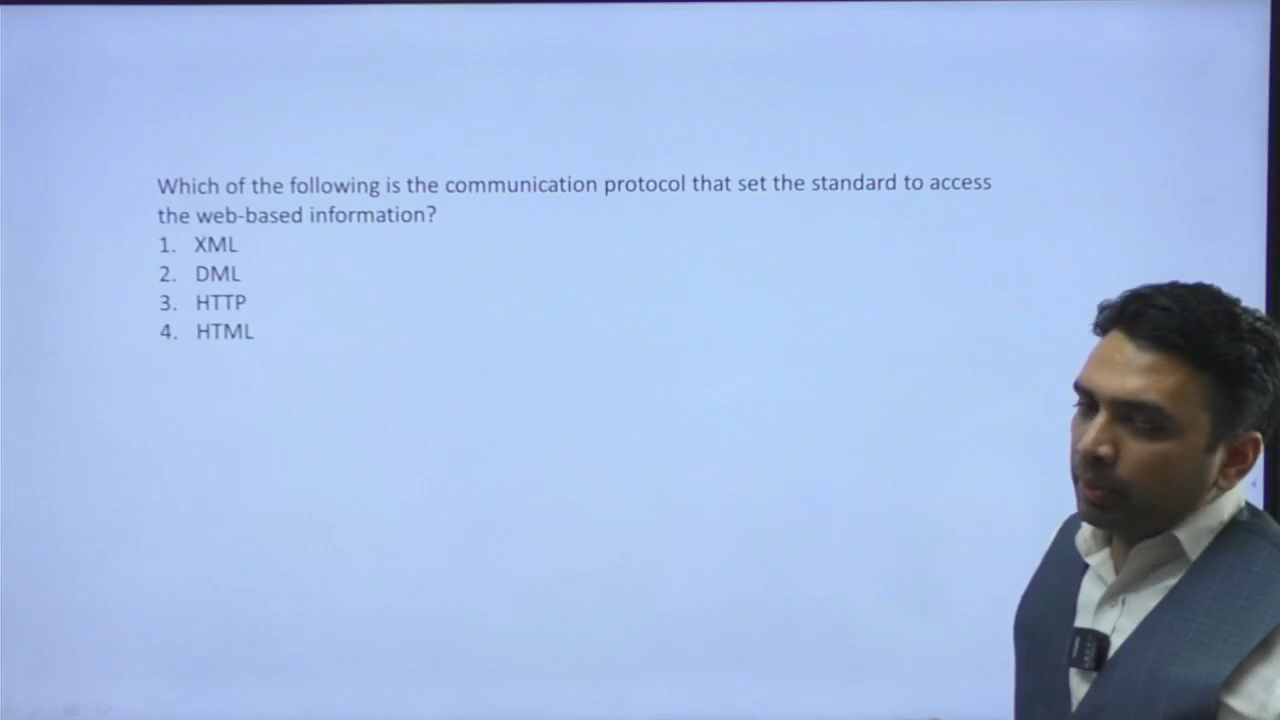 Which of the following is the communication protocol that set the standard to access
the web-based information?
1. XML
2. DML
3. HTTP
4. HTML